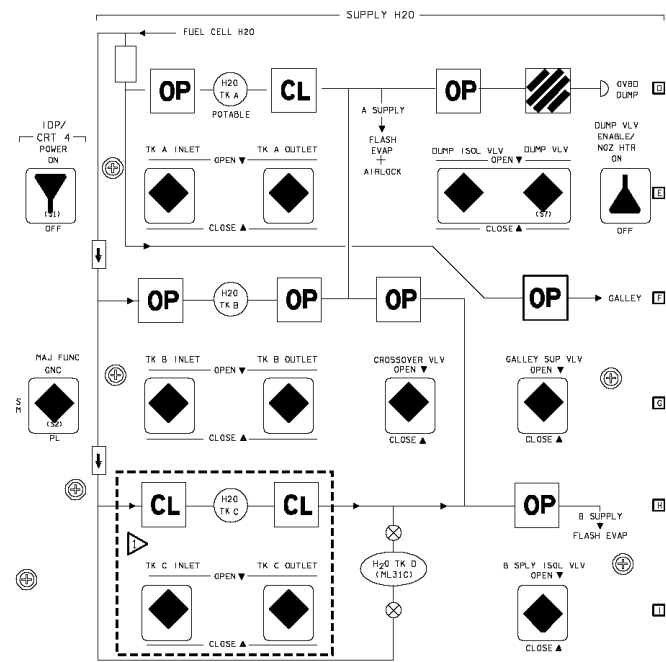 SUPPLY H2O
FUEL CELL H2O
OP
H2O
TK A
POTABLE
CL
OP
OVBD
DUMP
D
A SUPPLY
FLASH
EVAP
+
AIRLOCK
IDP/
CRT 4
POWER
ON
(S1)
OFF
TK A INLET
TK A OUTLET
OPEN ▼
CLOSE ▲
DUMP ISOL VLV
DUMP VLV
OPEN ▼
(S7)
CLOSE ▲
DUMP VLV
ENABLE/
NOZ HTR
ON
OFF
E
OP
H2O
TK B
OP
OP
OP
GALLEY
F
MAJ FUNC
GNC
SM
(S2)
PL
TK B INLET
TK B OUTLET
OPEN ▼
CLOSE ▲
CROSSOVER VLV
OPEN ▼
CLOSE ▲
GALLEY SUP VLV
OPEN ▼
CLOSE ▲
G
CL
H2O
TK C
CL
OP
H
B SUPPLY
FLASH EVAP
1
H2O TK D
(ML31C)
TK C INLET
TK C OUTLET
OPEN ▼
CLOSE ▲
B SPLY ISOL VLV
OPEN ▼
CLOSE ▲
I